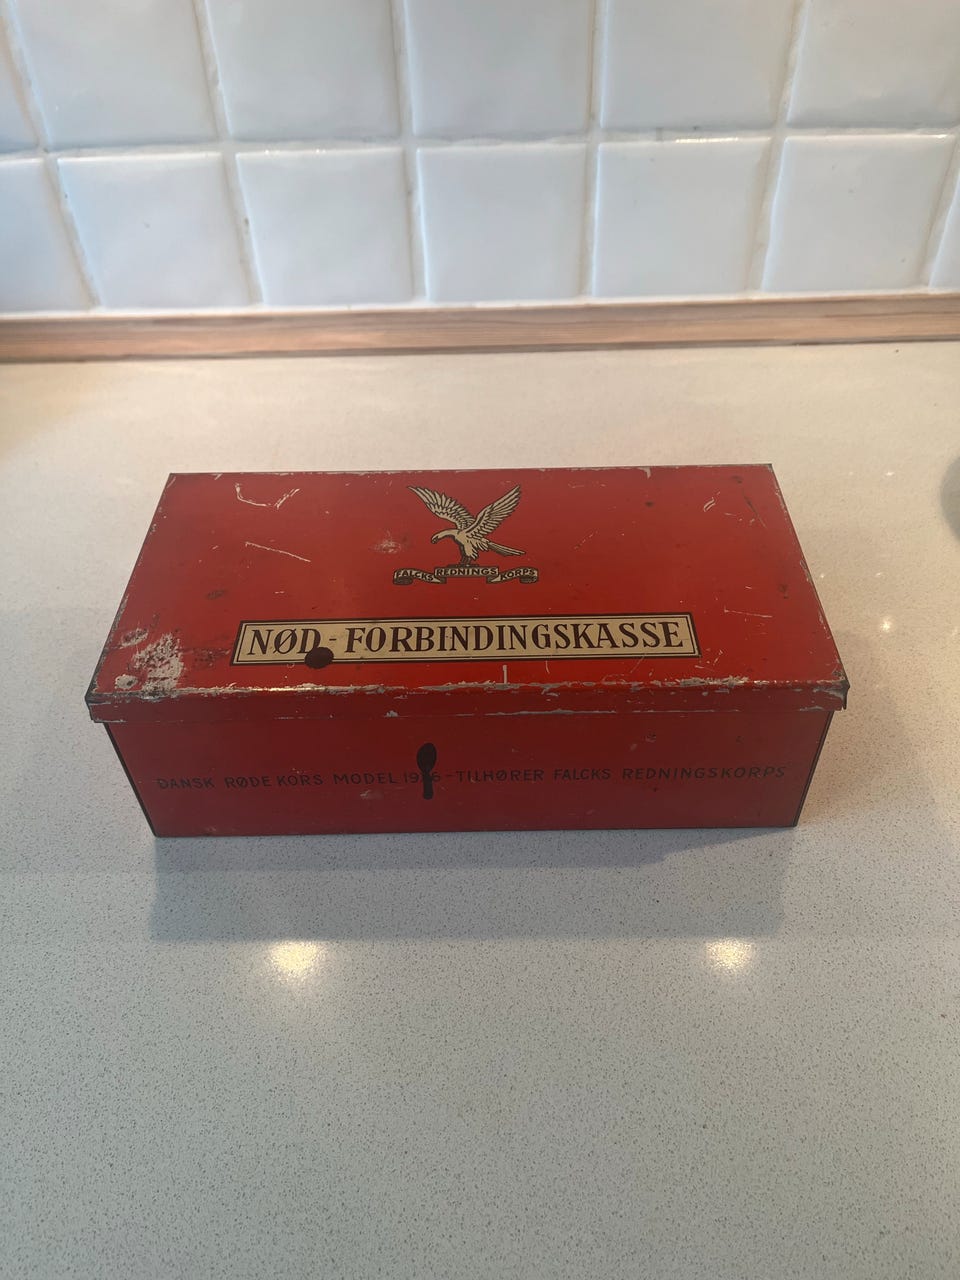 FALCKS REDNINGS KORPS
NØD-FORBINDINGSKASSE
DANSK RØDE KORS MODEL -TILHØRER FALCKS REDNINGSKORPS